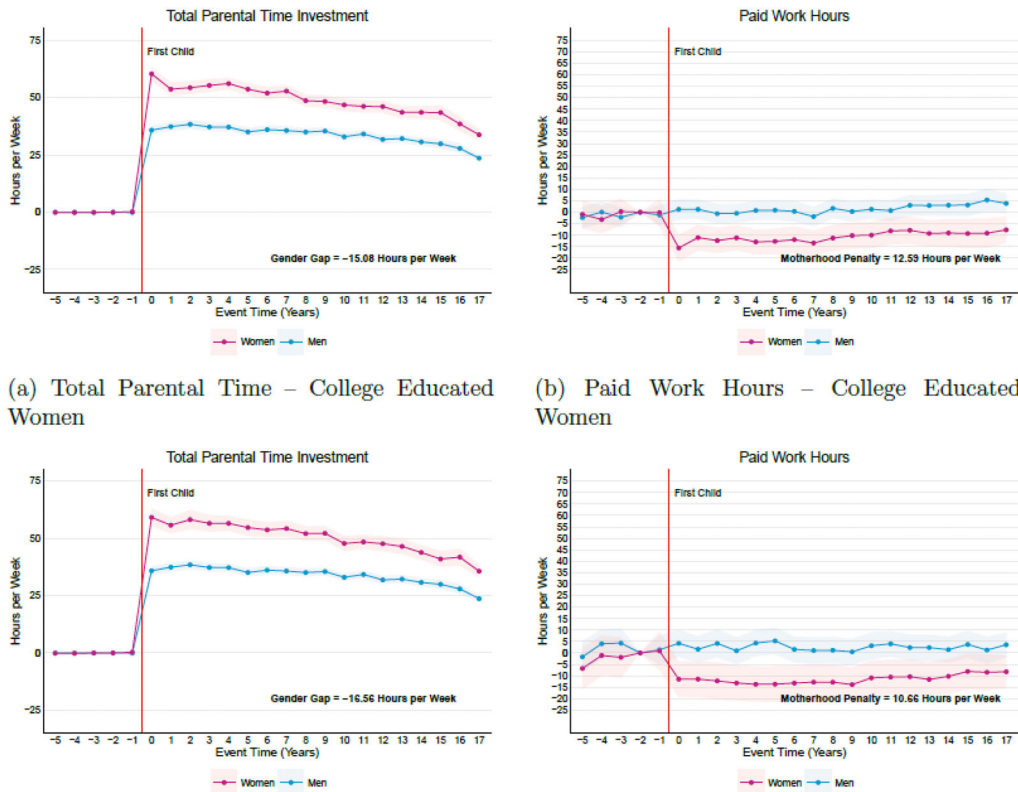 Total Parental Time Investment
75
50
25
0
−25
Hours per Week
First Child
Gender Gap = −15.08 Hours per Week
−5 −4 −3 −2 −1 0 1 2 3 4 5 6 7 8 9 10 11 12 13 14 15 16 17
Event Time (Years)
Women Men
Paid Work Hours
75
70
65
60
55
50
45
40
35
30
25
20
15
10
5
0
−5
−10
−15
−20
−25
Hours per Week
First Child
Motherhood Penalty = 12.59 Hours per Week
−5 −4 −3 −2 −1 0 1 2 3 4 5 6 7 8 9 10 11 12 13 14 15 16 17
Event Time (Years)
Women Men
(a) Total Parental Time – College Educated
Women
(b) Paid Work Hours – College Educated
Women
Total Parental Time Investment
75
50
25
0
−25
Hours per Week
First Child
Gender Gap = −16.56 Hours per Week
−5 −4 −3 −2 −1 0 1 2 3 4 5 6 7 8 9 10 11 12 13 14 15 16 17
Event Time (Years)
Women Men
Paid Work Hours
75
70
65
60
55
50
45
40
35
30
25
20
15
10
5
0
−5
−10
−15
−20
−25
Hours per Week
First Child
Motherhood Penalty = 10.66 Hours per Week
−5 −4 −3 −2 −1 0 1 2 3 4 5 6 7 8 9 10 11 12 13 14 15 16 17
Event Time (Years)
Women Men